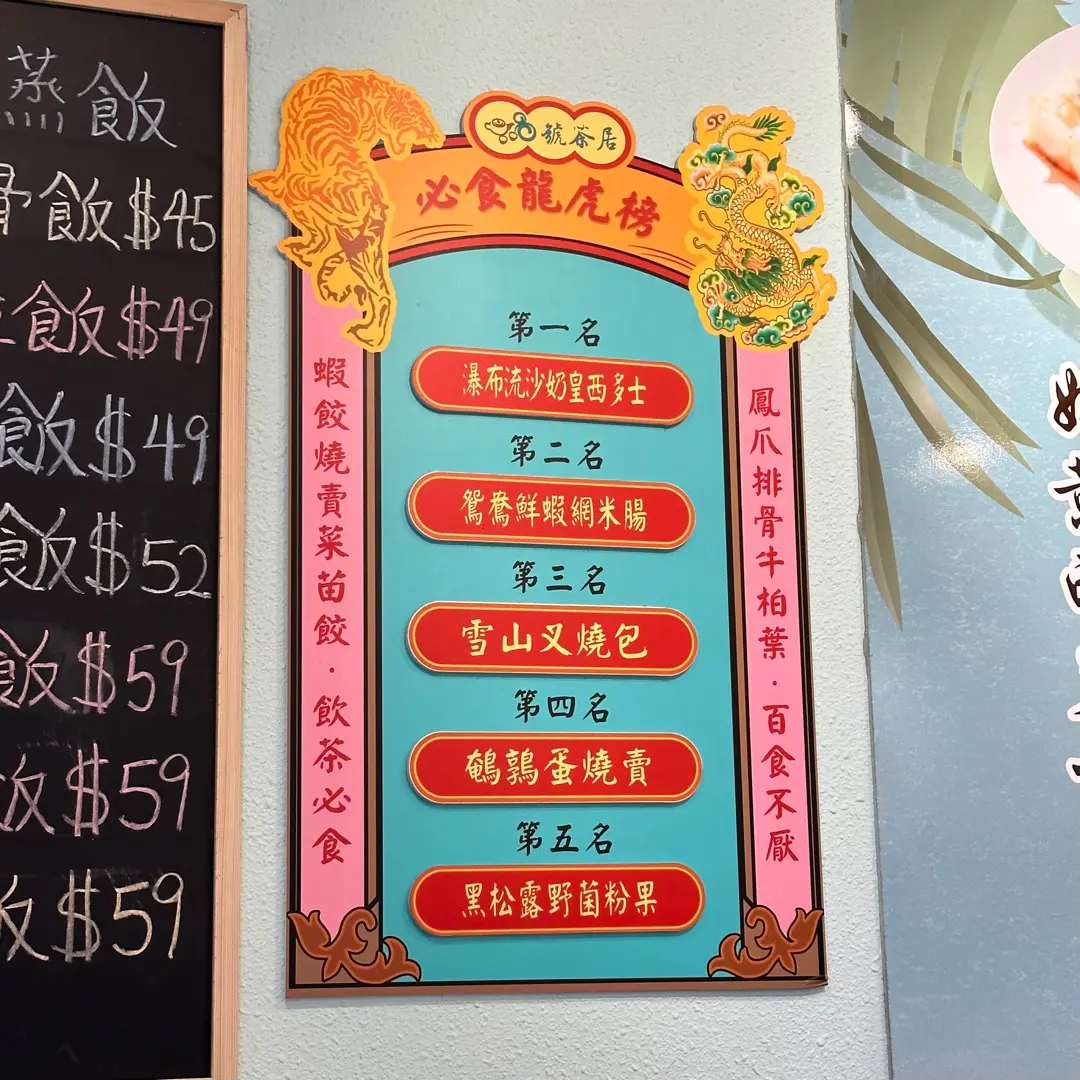 蒸飯
骨飯$45
飯$49
飯$49
飯$52
飯$59
飯$59
飯$59
號茶居
必食龍虎榜
第一名
瀑布流沙奶皇西多士
第二名
鴛鴦鮮蝦網米腸
第三名
雪山叉燒包
第四名
鵪鶉蛋燒賣
第五名
黑松露野菌粉果
蝦餃燒賣菜苗餃·飲茶必食
鳳爪排骨牛柏葉·百食不厭